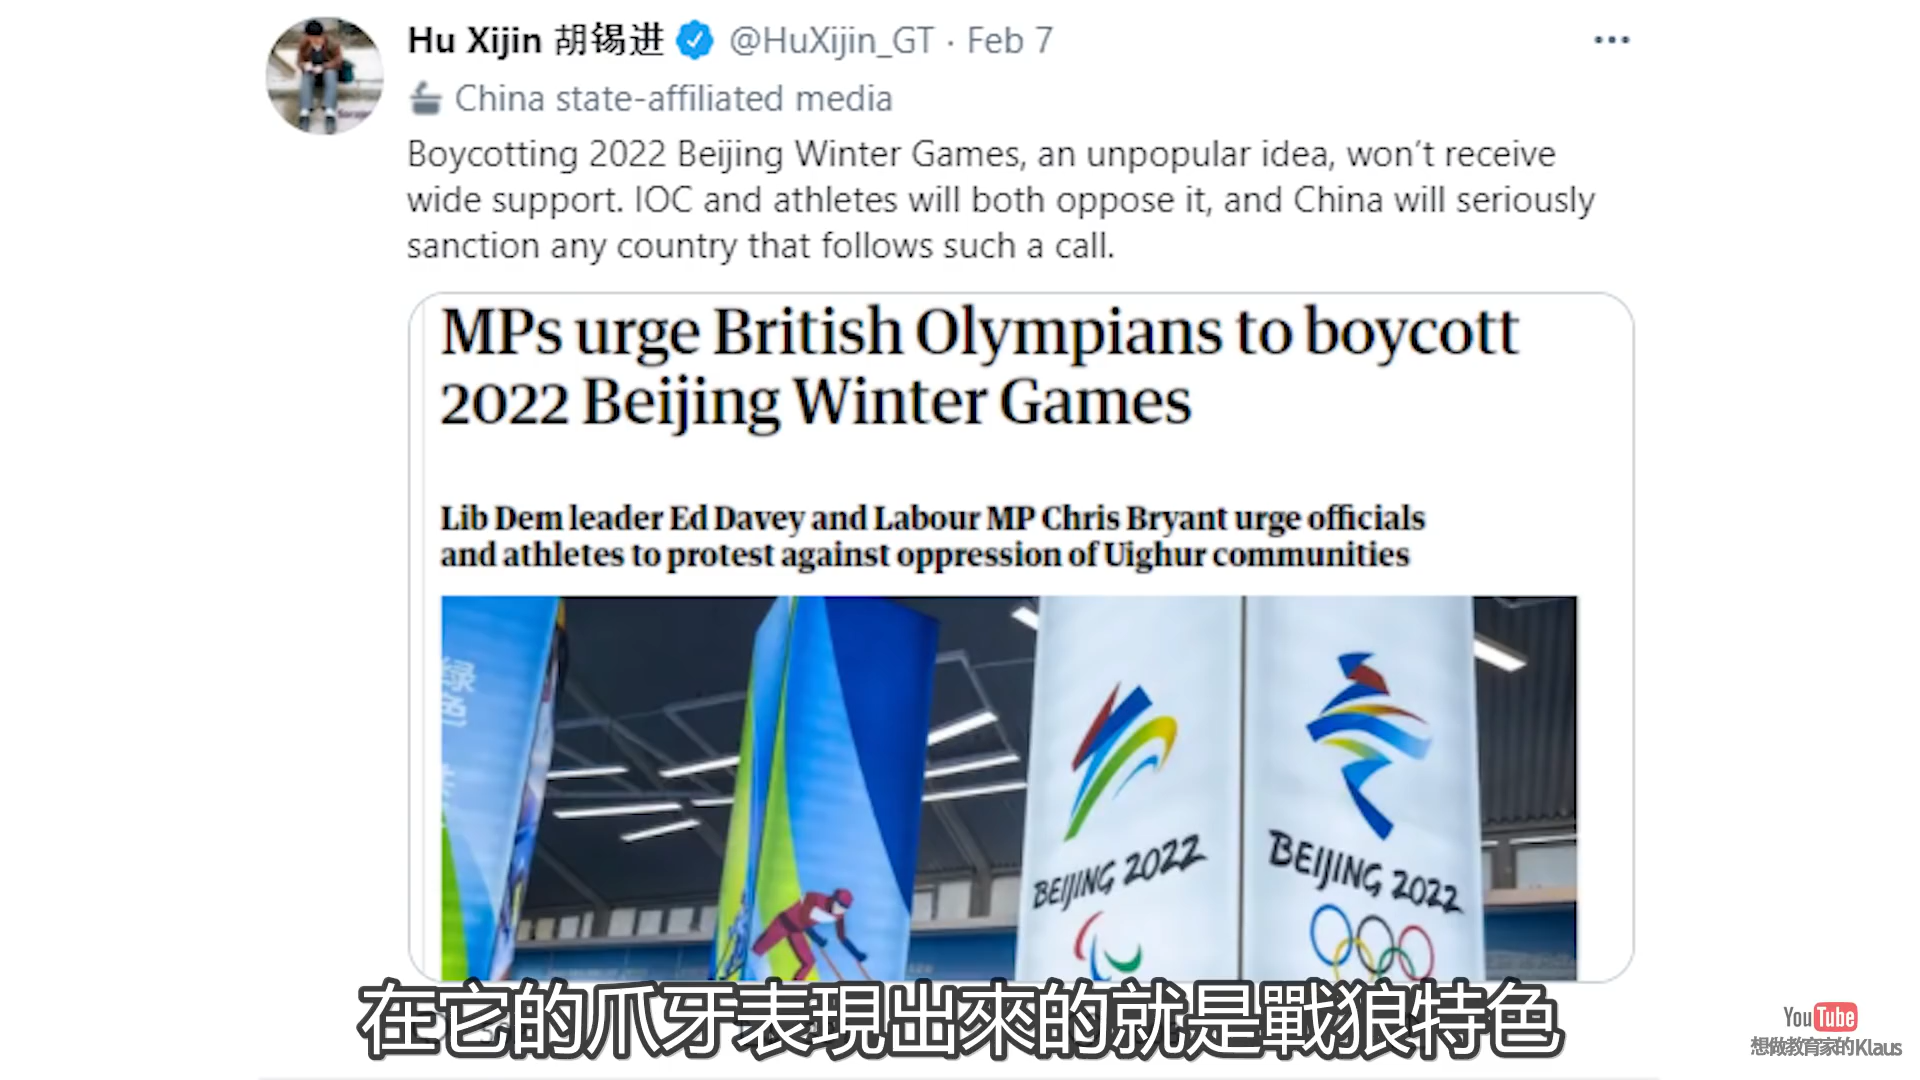 Hu Xijin 胡锡进 @HuXijin_GT · Feb 7
China state-affiliated media
Boycotting 2022 Beijing Winter Games, an unpopular idea, won’t receive
wide support. IOC and athletes will both oppose it, and China will seriously
sanction any country that follows such a call.
MPs urge British Olympians to boycott
2022 Beijing Winter Games
Lib Dem leader Ed Davey and Labour MP Chris Bryant urge officials
and athletes to protest against oppression of Uighur communities
BEIJING 2022
BEIJING 2022
在它的爪牙表現出來的就是戰狼特色
YouTube
想做教育家的Klaus